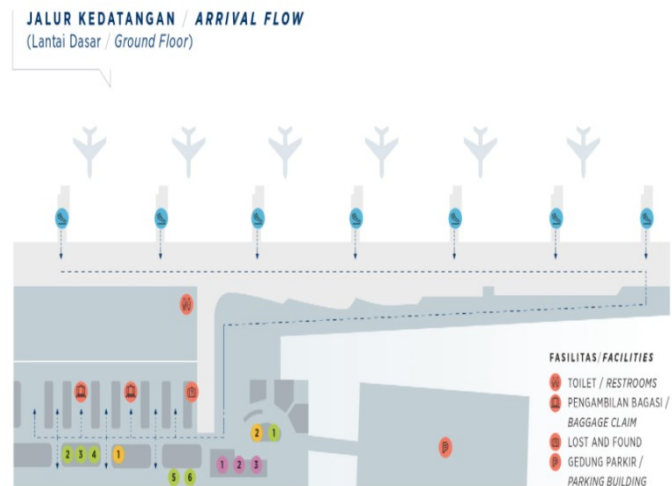 JALUR KEDATANGAN / ARRIVAL FLOW
(Lantai Dasar / Ground Floor)
FASILITAS/FACILITIES
TOILET / RESTROOMS
PENGAMBILAN BAGASI /
BAGGAGE CLAIM
LOST AND FOUND
GEDUNG PARKIR /
PARKING BUILDING
2 1
2 3 4 1
1 2 3
5 6